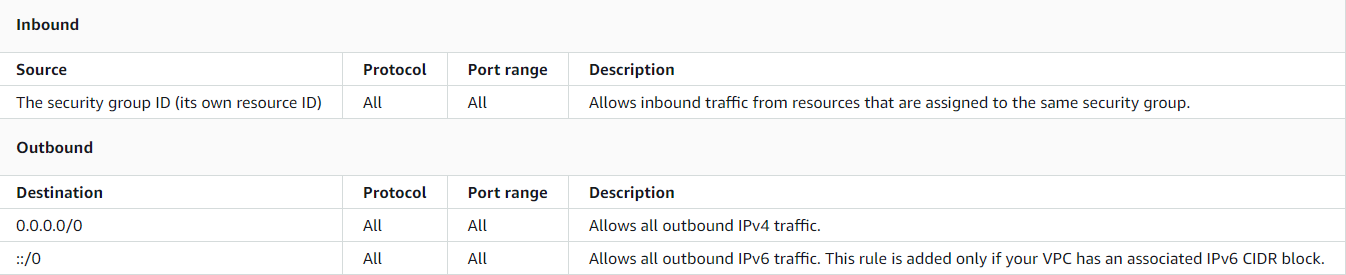 Inbound
Source Protocol Port range Description
The security group ID (its own resource ID) All All Allows inbound traffic from resources that are assigned to the same security group.
Outbound
Destination Protocol Port range Description
0.0.0.0/0 All All Allows all outbound IPv4 traffic.
::/0 All All Allows all outbound IPv6 traffic. This rule is added only if your VPC has an associated IPv6 CIDR block.